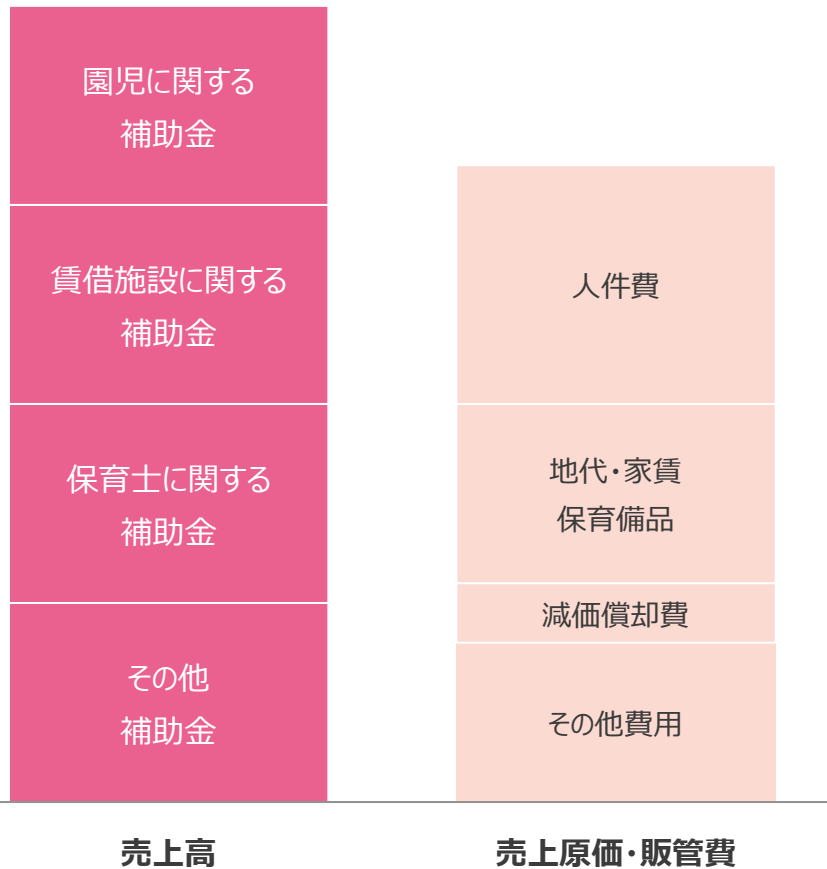 園児に関する
補助金
賃借施設に関する
補助金
保育士に関する
補助金
その他
補助金
売上高
人件費
地代・家賃
保育備品
減価償却費
その他費用
売上原価・販管費